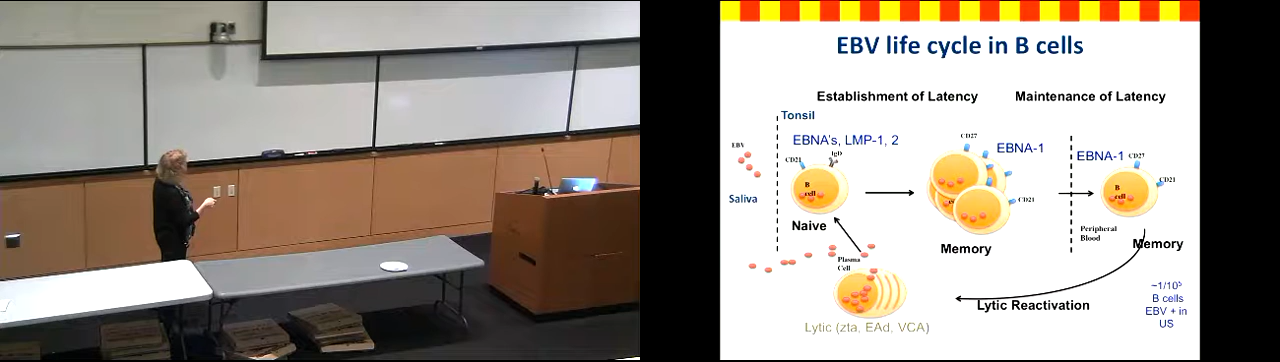 EBV life cycle in B cells
Establishment of Latency
Maintenance of Latency
Tonsil
EBNA's, LMP-1, 2
CD27
EBNA-1
EBNA-1
CD27
EBV
CD21
IgD
B
cell
CD21
B
cell
CD21
Saliva
Naive
Memory
Peripheral
Blood
Memory
Plasma
Cell
Lytic Reactivation
~1/10⁵
B cells
EBV + in
US
Lytic (zta, EAd, VCA)